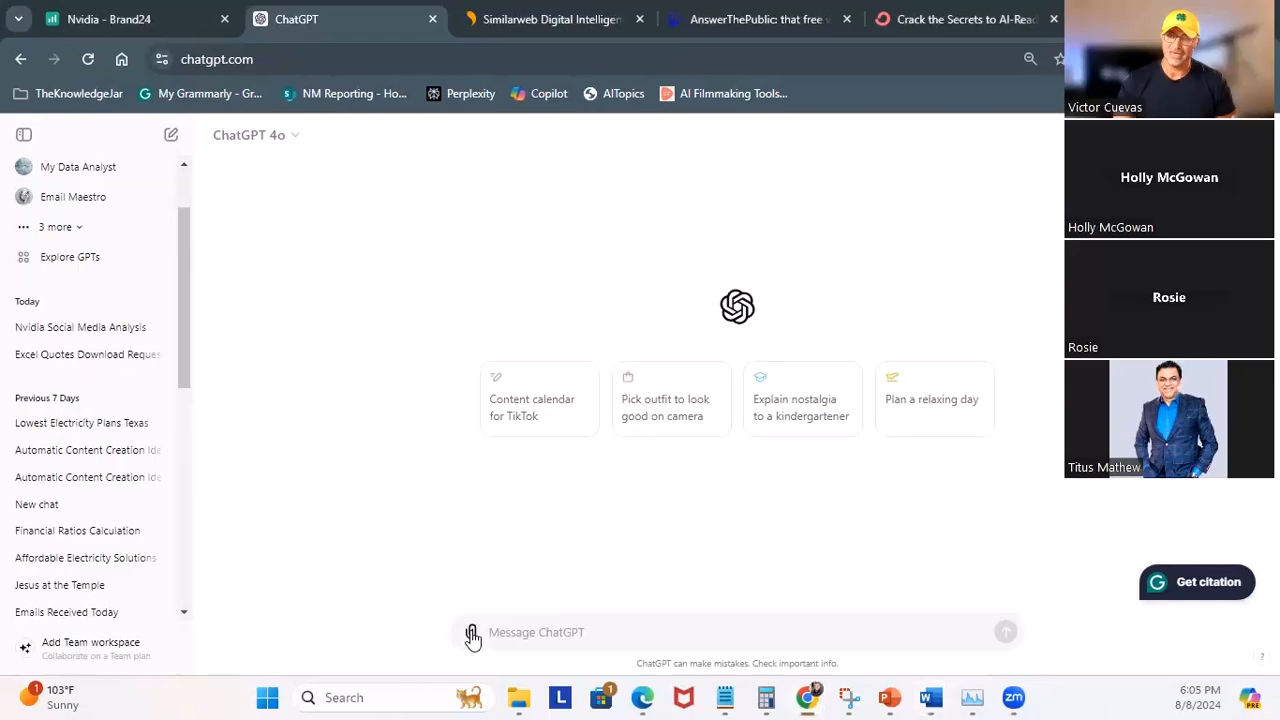 Nvidia - Brand24
ChatGPT
Similarweb Digital Intelligen
AnswerThePublic that free v
Crack the Secrets to AI-Read
chatgpt.com
TheKnowledgeJar
My Grammarly - Gr...
NM Reporting - Ho...
Perplexity
Copilot
AITopics
AI Filmmaking Tools...
ChatGPT 4o
My Data Analyst
Email Maestro
3 more
Explore GPTs
Today
Nvidia Social Media Analysis
Excel Quotes Download Reques
Previous 7 Days
Lowest Electricity Plans Texas
Automatic Content Creation Ide
Automatic Content Creation Ide
New chat
Financial Ratios Calculation
Affordable Electricity Solutions
Jesus at the Temple
Emails Received Today
Add Team workspace
Collaborate on a Team plan
Content calendar
for TikTok
Pick outfit to look
good on camera
Explain nostalgia
to a kindergartener
Plan a relaxing day
Message ChatGPT
ChatGPT can make mistakes. Check important info.
?
Get citation
Victor Cuevas
Holly McGowan
Holly McGowan
Rosie
Rosie
Titus Mathew
1
103°F
Sunny
Search
L
1
zm
6:05 PM
8/8/2024
PRE